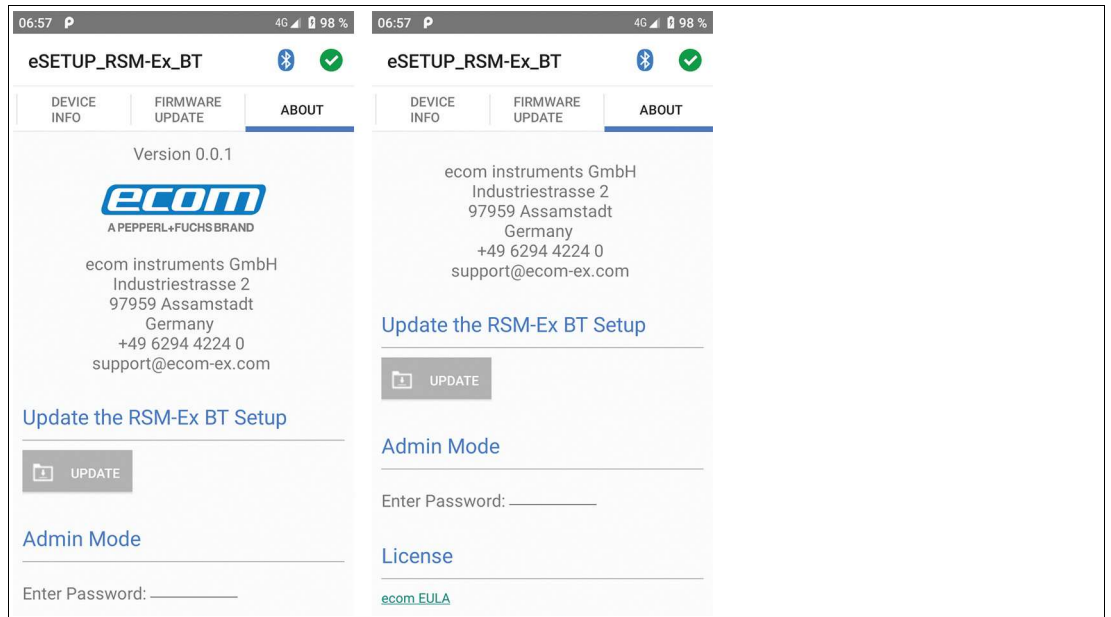 06:57 4G 98 %
eSETUP_RSM-Ex_BT
DEVICE INFO
FIRMWARE UPDATE
ABOUT
Version 0.0.1
ecom
A PEPPERL+FUCHS BRAND
ecom instruments GmbH
Industriestrasse 2
97959 Assamstadt
Germany
+49 6294 4224 0
support@ecom-ex.com
Update the RSM-Ex BT Setup
UPDATE
Admin Mode
Enter Password:
06:57 4G 98 %
eSETUP_RSM-Ex_BT
DEVICE INFO
FIRMWARE UPDATE
ABOUT
ecom instruments GmbH
Industriestrasse 2
97959 Assamstadt
Germany
+49 6294 4224 0
support@ecom-ex.com
Update the RSM-Ex BT Setup
UPDATE
Admin Mode
Enter Password:
License
ecom EULA